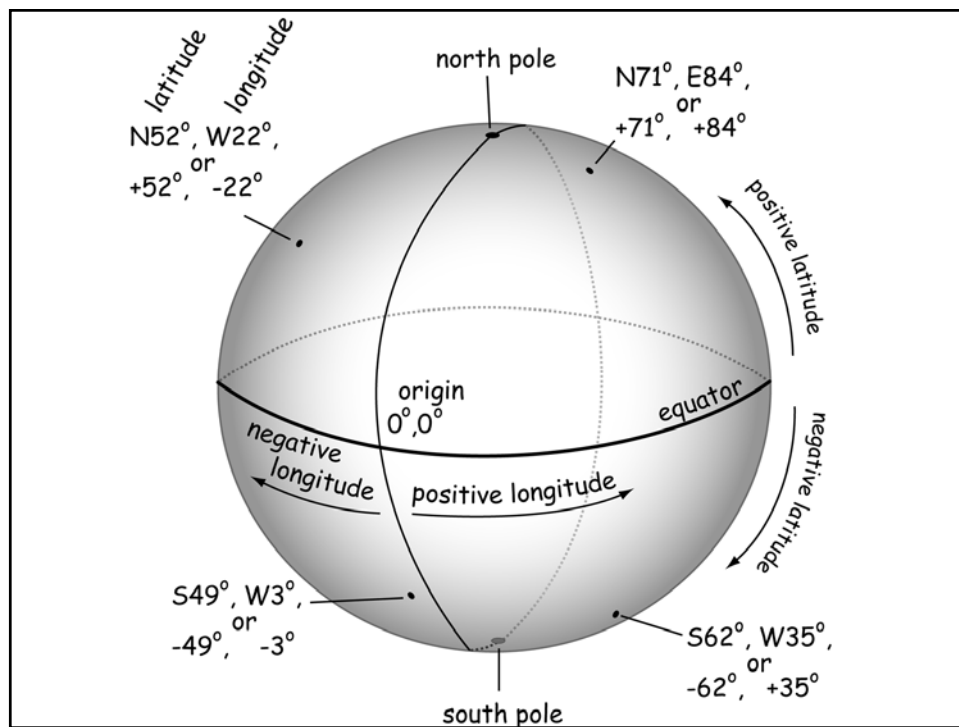 latitude
longitude
N52°, W22°,
or
+52°, -22°
north pole
N71°, E84°,
or
+71°, +84°
positive latitude
origin
0°,0°
equator
negative
longitude
positive longitude
negative latitude
S49°, W3°,
or
-49°, -3°
S62°, W35°,
or
-62°, +35°
south pole